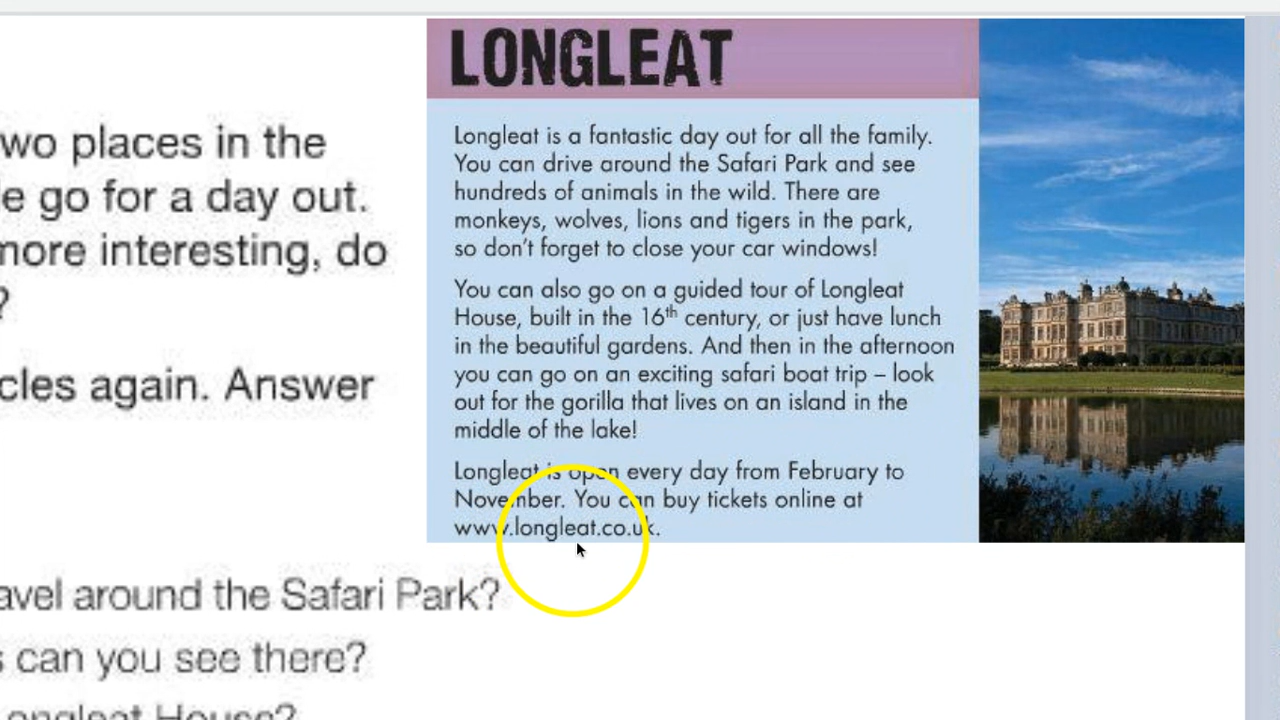 LONGLEAT
wo places in the
e go for a day out.
more interesting, do
?
cles again. Answer
Longleat is a fantastic day out for all the family.
You can drive around the Safari Park and see
hundreds of animals in the wild. There are
monkeys, wolves, lions and tigers in the park,
so don't forget to close your car windows!
You can also go on a guided tour of Longleat
House, built in the 16th century, or just have lunch
in the beautiful gardens. And then in the afternoon
you can go on an exciting safari boat trip – look
out for the gorilla that lives on an island in the
middle of the lake!
Longleat is open every day from February to
November. You can buy tickets online at
www.longleat.co.uk.
avel around the Safari Park?
s can you see there?
ongleat House?